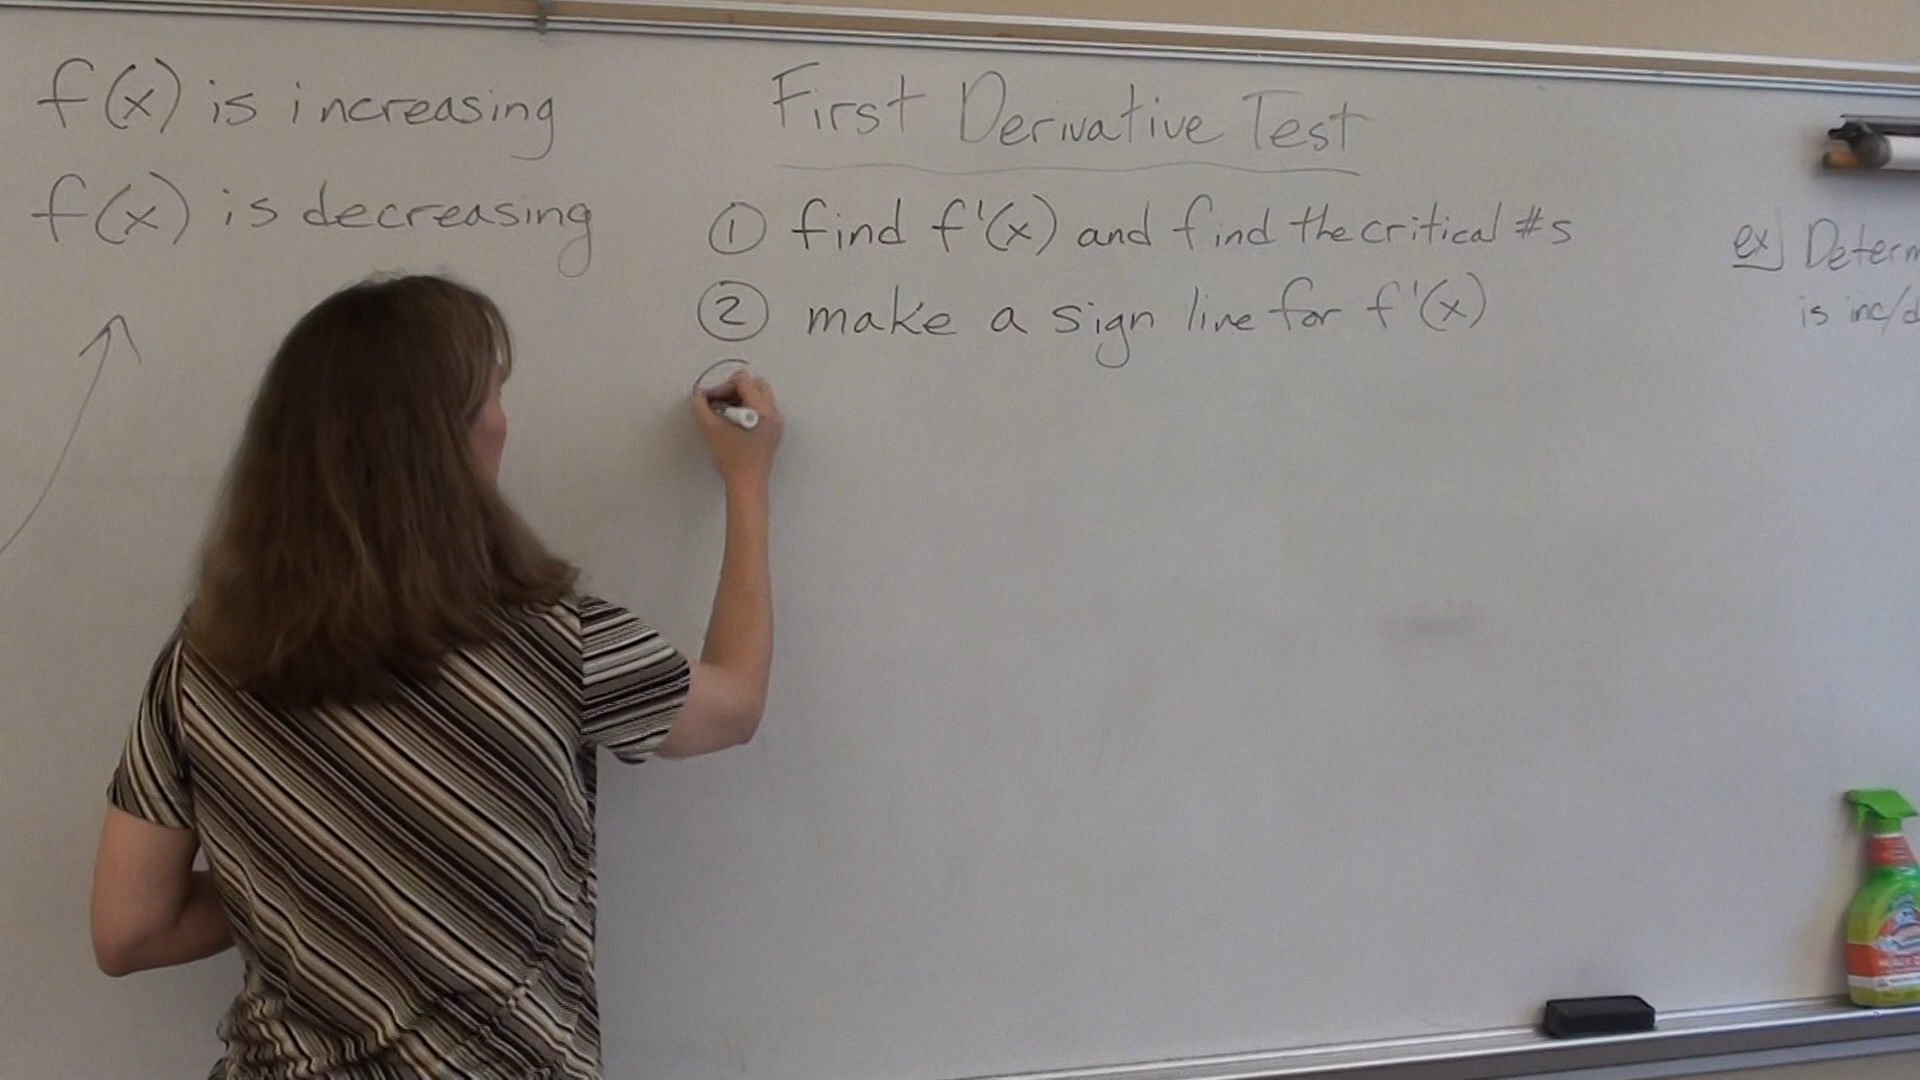 f(x) is increasing
f(x) is decreasing
First Derivative Test
① find f'(x) and find the critical #s
② make a sign line for f'(x)
ex Determ
is inc/d